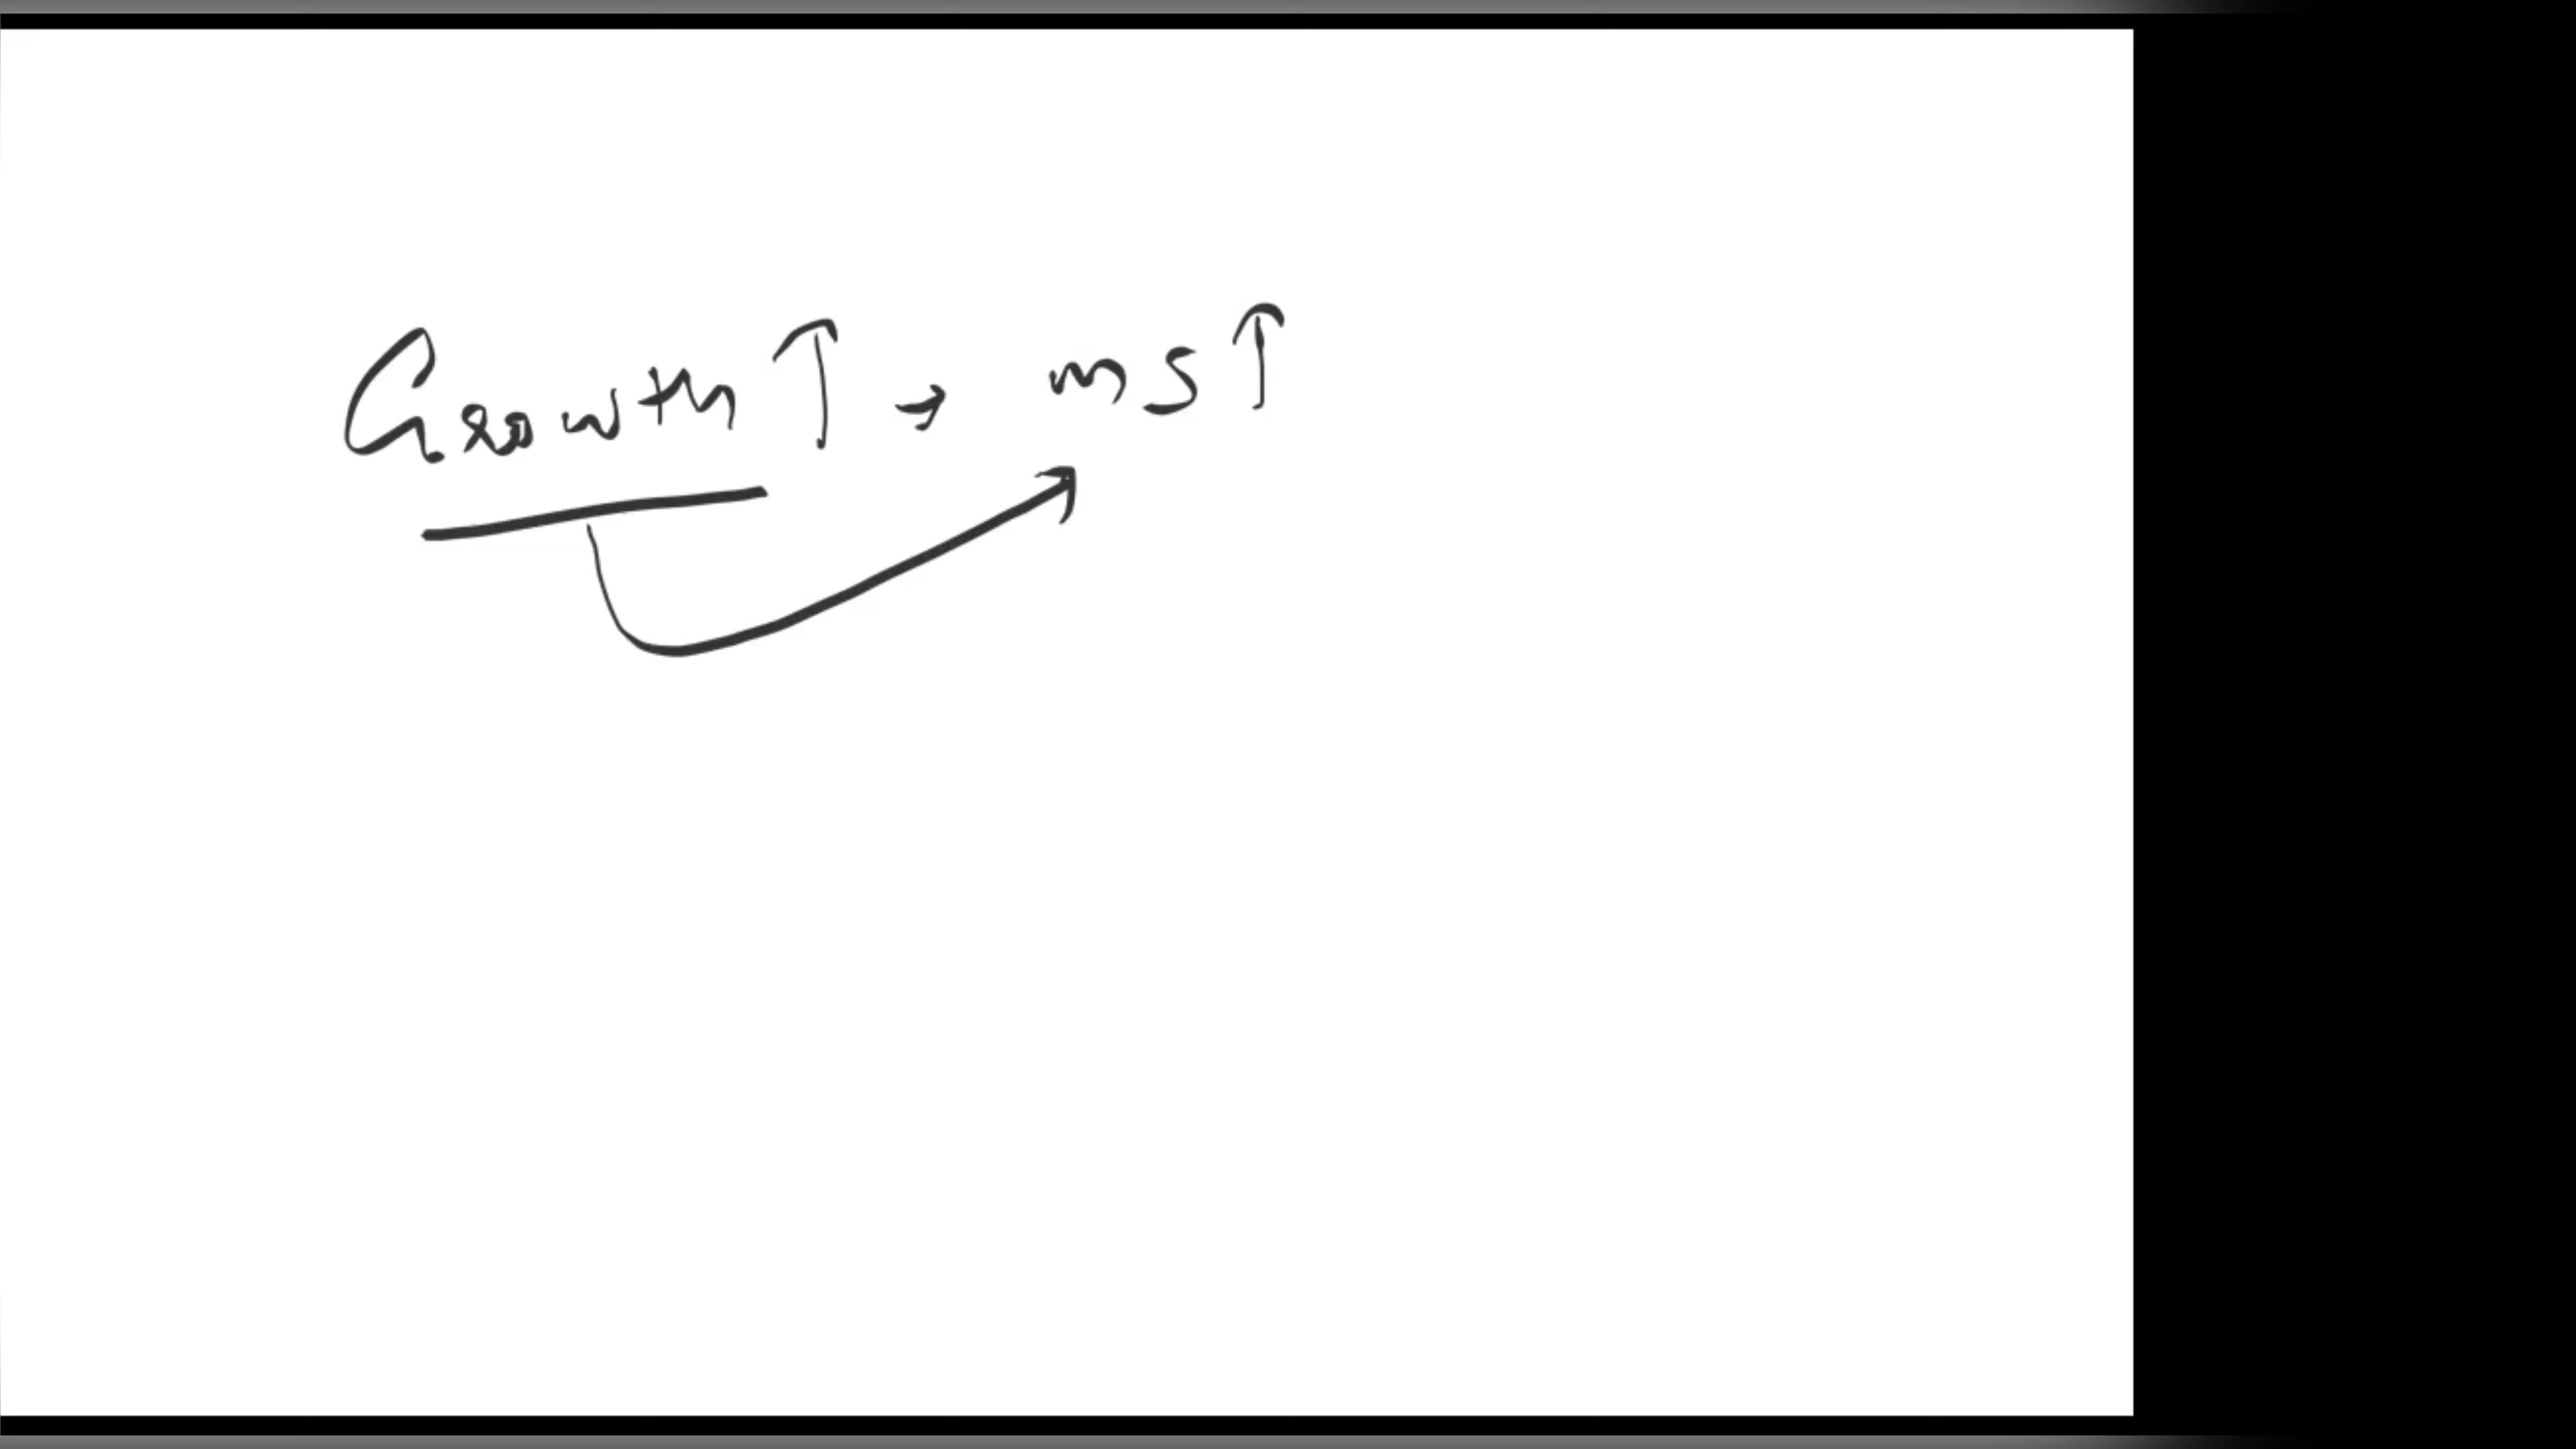 Growth ↑ → ms ↑